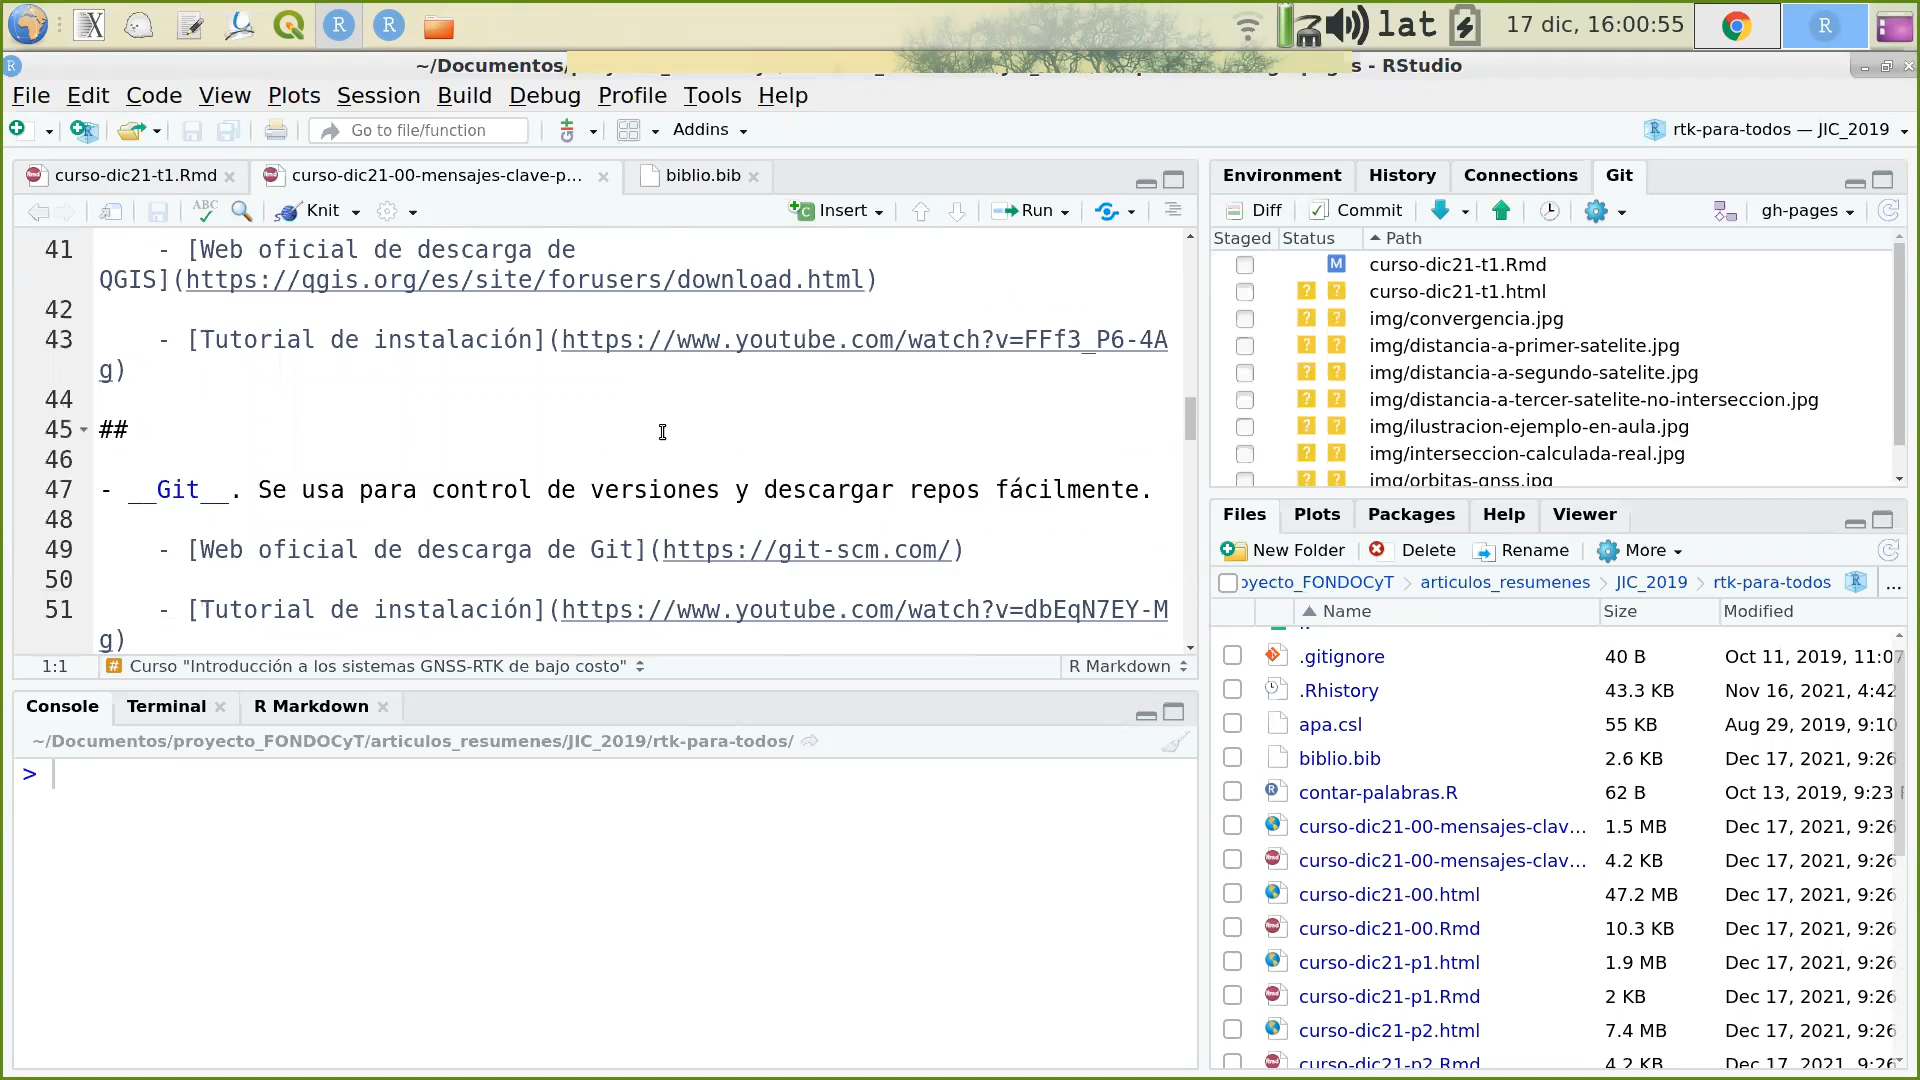 lat
17 dic, 16:00:55
~/Documentos/
s - RStudio
File Edit Code View Plots Session Build Debug Profile Tools Help
Go to file/function
Addins
rtk-para-todos — JIC_2019
curso-dic21-t1.Rmd
curso-dic21-00-mensajes-clave-p...
biblio.bib
ABC
Knit
Insert
Run
41 - [Web oficial de descarga de
QGIS](https://qgis.org/es/site/forusers/download.html)
42
43 - [Tutorial de instalación](https://www.youtube.com/watch?v=FFf3_P6-4A
g)
44
45 ##
46
47 - __Git__. Se usa para control de versiones y descargar repos fácilmente.
48
49 - [Web oficial de descarga de Git](https://git-scm.com/)
50
51 - [Tutorial de instalación](https://www.youtube.com/watch?v=dbEqN7EY-M
g)
1:1 Curso "Introducción a los sistemas GNSS-RTK de bajo costo" R Markdown
Console Terminal R Markdown
~/Documentos/proyecto_FONDOCyT/articulos_resumenes/JIC_2019/rtk-para-todos/
>
Environment History Connections Git
Diff Commit gh-pages
Staged Status Path
M curso-dic21-t1.Rmd
? ? curso-dic21-t1.html
? ? img/convergencia.jpg
? ? img/distancia-a-primer-satelite.jpg
? ? img/distancia-a-segundo-satelite.jpg
? ? img/distancia-a-tercer-satelite-no-interseccion.jpg
? ? img/ilustracion-ejemplo-en-aula.jpg
? ? img/interseccion-calculada-real.jpg
? ? img/orbitas-gnss.jpg
Files Plots Packages Help Viewer
New Folder Delete Rename More
oyecto_FONDOCyT articulos_resumenes JIC_2019 rtk-para-todos ...
Name Size Modified
..
.gitignore 40 B Oct 11, 2019, 11:07
.Rhistory 43.3 KB Nov 16, 2021, 4:42
apa.csl 55 KB Aug 29, 2019, 9:10
biblio.bib 2.6 KB Dec 17, 2021, 9:26
contar-palabras.R 62 B Oct 13, 2019, 9:23
curso-dic21-00-mensajes-clav... 1.5 MB Dec 17, 2021, 9:26
curso-dic21-00-mensajes-clav... 4.2 KB Dec 17, 2021, 9:26
curso-dic21-00.html 47.2 MB Dec 17, 2021, 9:26
curso-dic21-00.Rmd 10.3 KB Dec 17, 2021, 9:26
curso-dic21-p1.html 1.9 MB Dec 17, 2021, 9:26
curso-dic21-p1.Rmd 2 KB Dec 17, 2021, 9:26
curso-dic21-p2.html 7.4 MB Dec 17, 2021, 9:26
curso-dic21-p2.Rmd 4.2 KB Dec 17, 2021, 9:26